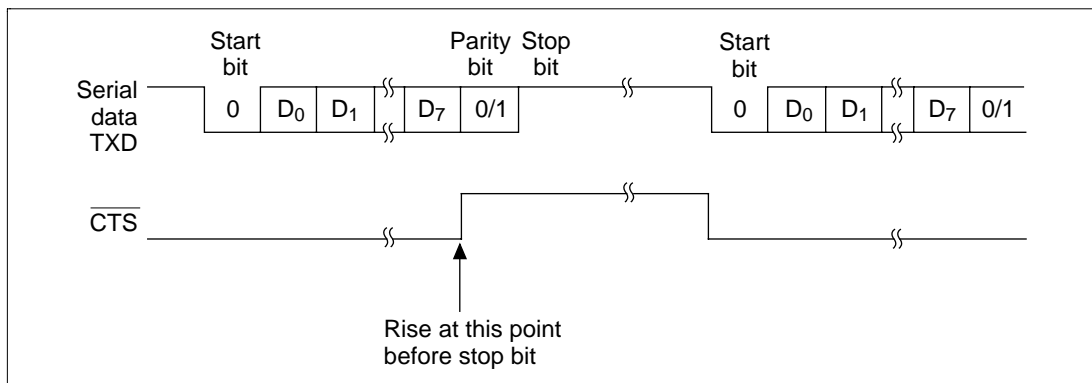 Start bit
Parity bit
Stop bit
Start bit
Serial data TXD
0 D0 D1 D7 0/1 0 D0 D1 D7 0/1
CTS
Rise at this point
before stop bit